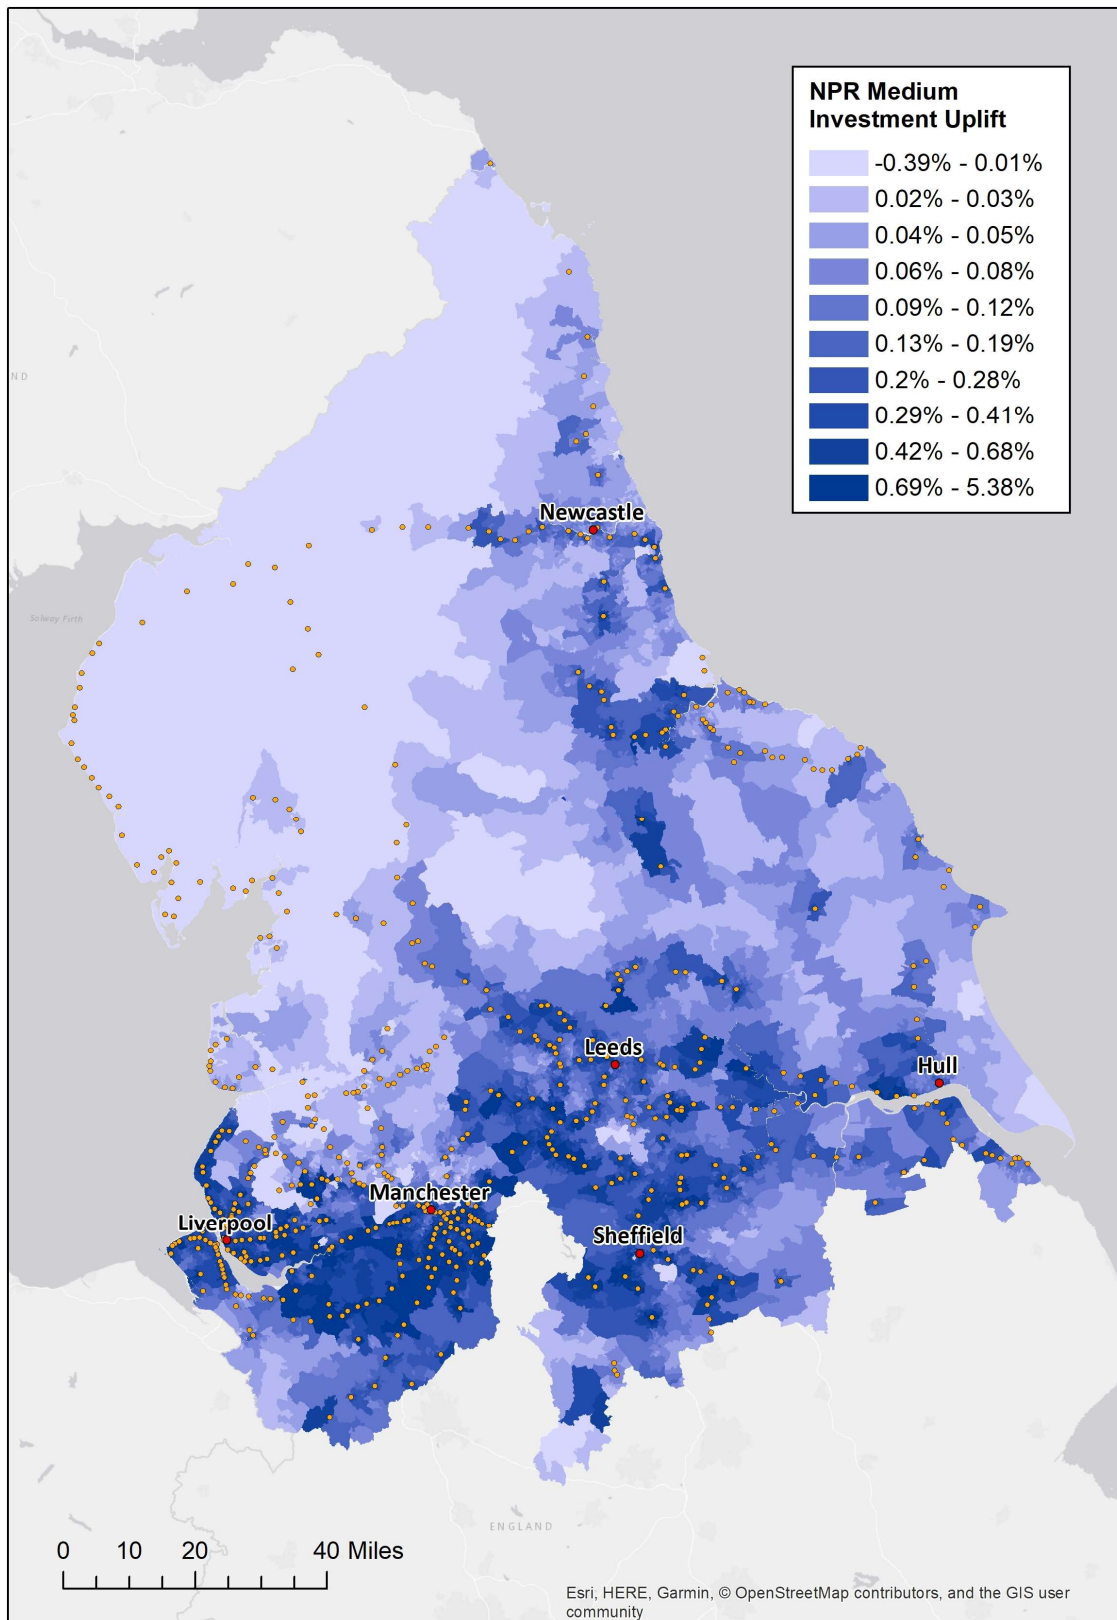 NPR Medium
Investment Uplift
-0.39% - 0.01%
0.02% - 0.03%
0.04% - 0.05%
0.06% - 0.08%
0.09% - 0.12%
0.13% - 0.19%
0.2% - 0.28%
0.29% - 0.41%
0.42% - 0.68%
0.69% - 5.38%
ND
Newcastle
Solway Firth
Leeds
Hull
Manchester
Liverpool
Sheffield
ENGLAND
0 10 20 40 Miles
Esri, HERE, Garmin, © OpenStreetMap contributors, and the GIS user
community